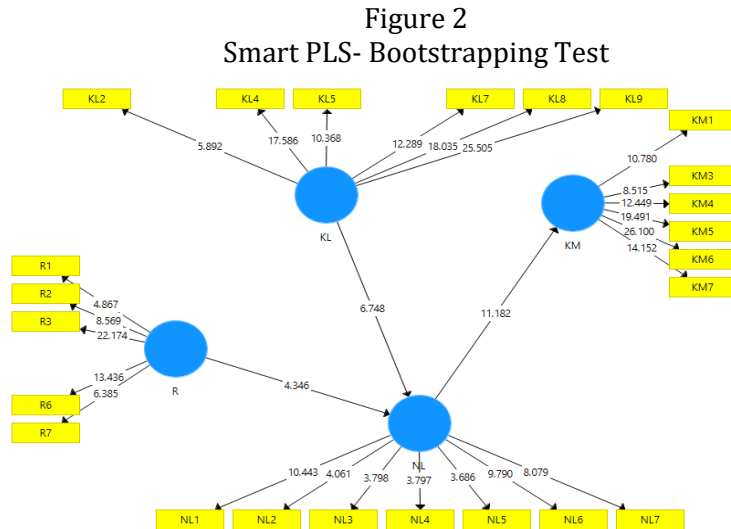 Figure 2
Smart PLS- Bootstrapping Test
KL2
KL4
KL5
KL7
KL8
KL9
KM1
5.892
17.586
10.368
12.289
18.035
25.505
10.780
KM3
8.515
12.449
KM4
19.491
KM5
26.100
14.152
KM6
KM7
KL
KM
R1
R2
R3
4.867
8.569
22.174
6.748
11.182
R
13.436
6.385
R6
R7
4.346
NL
10.443
4.061
3.798
3.797
3.686
9.790
8.079
NL1
NL2
NL3
NL4
NL5
NL6
NL7